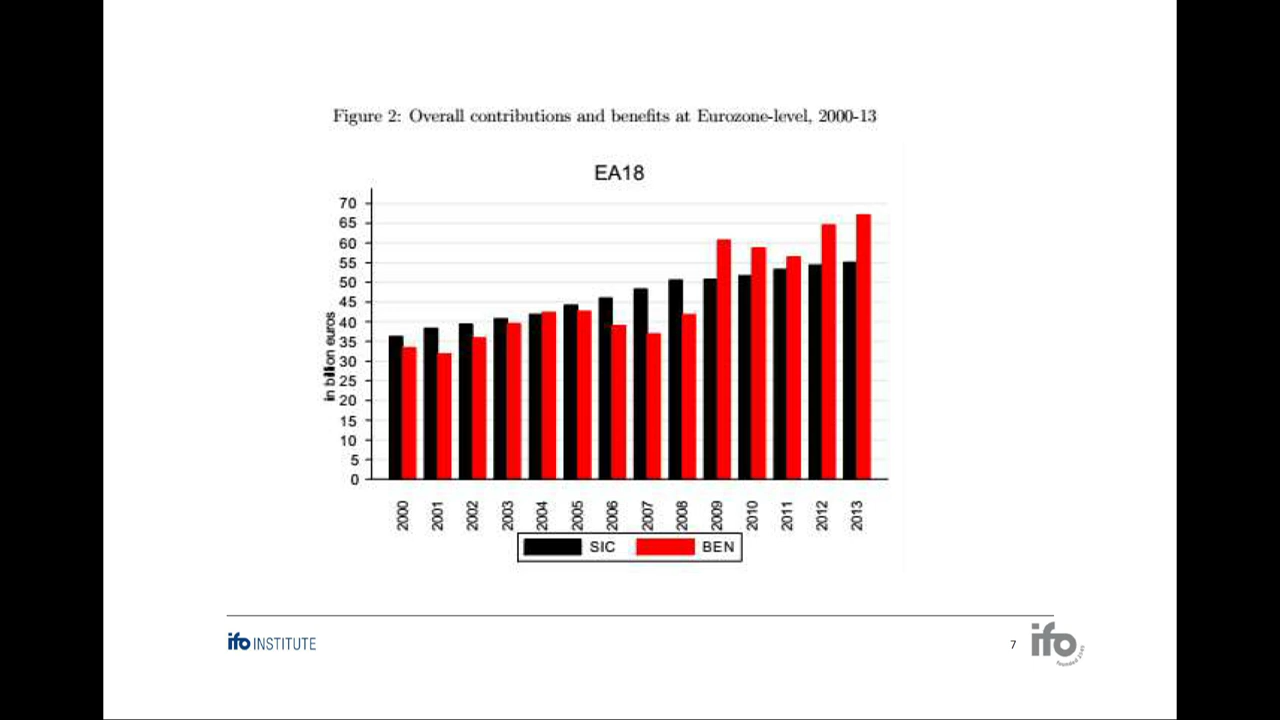 Figure 2: Overall contributions and benefits at Eurozone-level, 2000-13
EA18
70
65
60
55
50
45
40
35
30
25
20
15
10
5
0
in billion euros
2000 2001 2002 2003 2004 2005 2006 2007 2008 2009 2010 2011 2012 2013
SIC BEN
ifo INSTITUTE
7
ifo
founded 1949